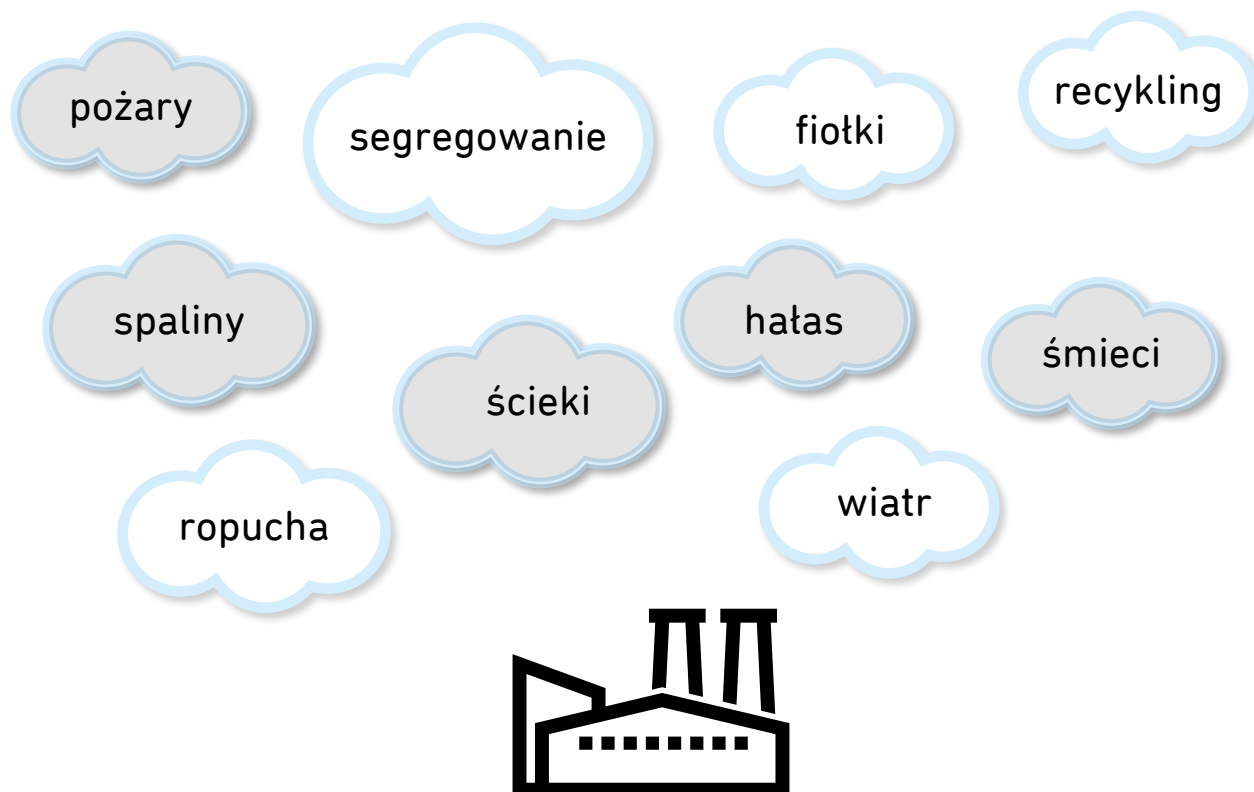 pożary
segregowanie
fiołki
recykling
spaliny
ścieki
hałas
śmieci
ropucha
wiatr